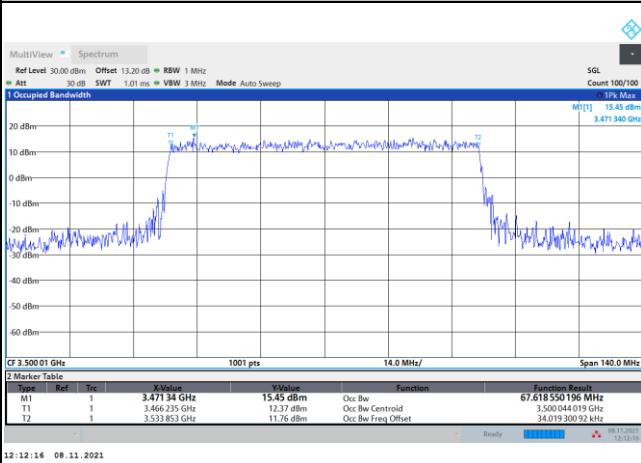 MultiView Spectrum
Ref Level 30.00 dBm Offset 13.20 dB RBW 1 MHz SGL
Att 30 dB SWT 1.01 ms VBW 3 MHz Mode Auto Sweep Count 100/100
1 Occupied Bandwidth 1Pk Max
M1[1] 15.45 dBm
3.471 340 GHz
20 dBm
T1 M1 T2
10 dBm
0 dBm
-10 dBm
-20 dBm
-30 dBm
-40 dBm
-50 dBm
-60 dBm
CF 3.500 01 GHz 1001 pts 14.0 MHz/ Span 140.0 MHz
2 Marker Table
Type Ref Trc X-Value Y-Value Function Function Result
M1 1 3.471 34 GHz 15.45 dBm Occ Bw 67.618 550 196 MHz
T1 1 3.466 235 GHz 12.37 dBm Occ Bw Centroid 3.500 044 019 GHz
T2 1 3.533 853 GHz 11.76 dBm Occ Bw Freq Offset 34.019 300 92 kHz
Ready 08.11.2021
12:12:16
12:12:16 08.11.2021